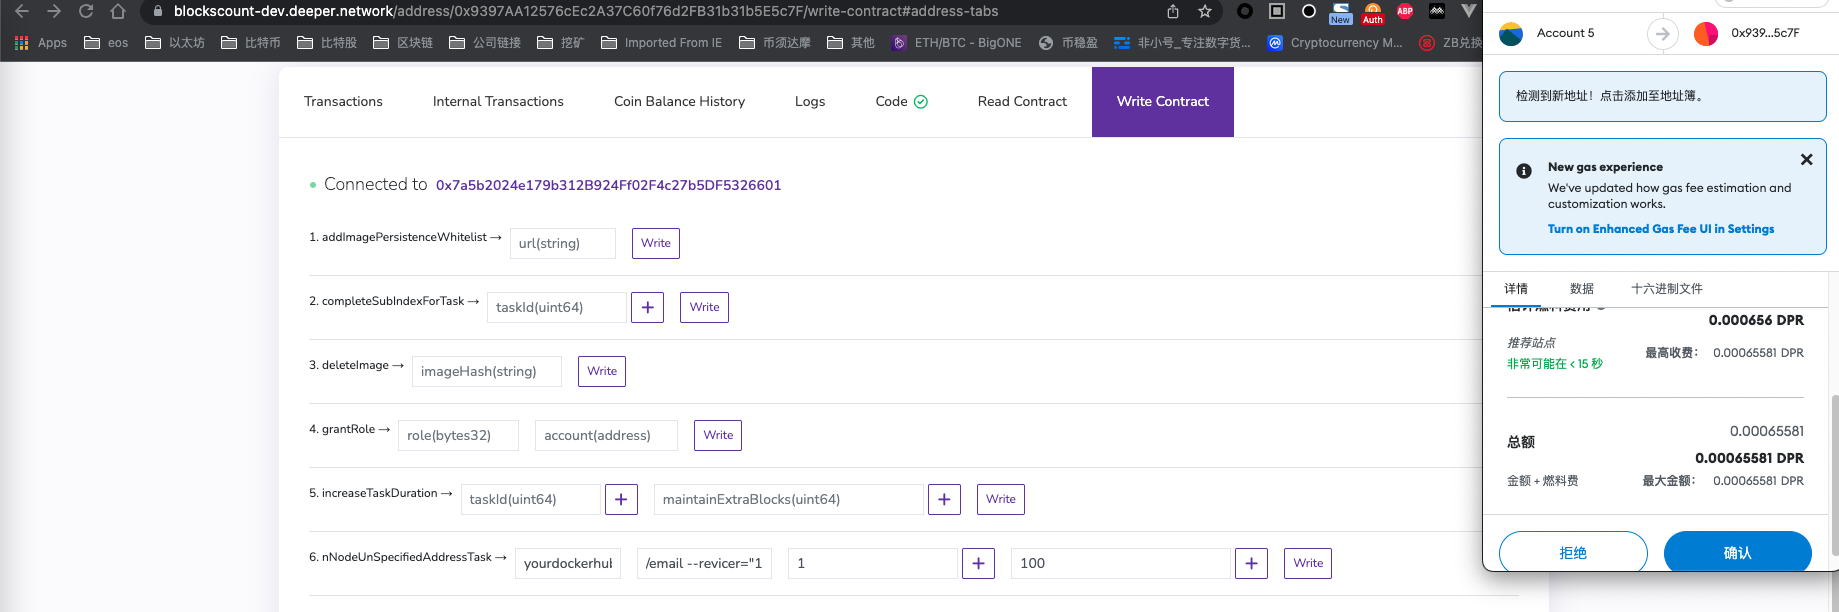 blockscount-dev.deeper.network/address/0x9397AA12576cEc2A37C60f76d2FB31b31b5E5c7F/write-contract#address-tabs
New
Auth
ABP
Apps
eos
以太坊
比特币
比特股
区块链
公司链接
挖矿
Imported From IE
币须达摩
其他
ETH/BTC - BigONE
币稳盈
非小号_专注数字货...
Cryptocurrency M...
ZB兑换
Transactions
Internal Transactions
Coin Balance History
Logs
Code
Read Contract
Write Contract
Connected to 0x7a5b2024e179b312B924Ff02F4c27b5DF5326601
1. addImagePersistenceWhitelist → url(string) Write
2. completeSubIndexForTask → taskId(uint64) + Write
3. deleteImage → imageHash(string) Write
4. grantRole → role(bytes32) account(address) Write
5. increaseTaskDuration → taskId(uint64) + maintainExtraBlocks(uint64) + Write
6. nNodeUnSpecifiedAddressTask → yourdockerhub /email --revicer="1 1 + 100 + Write
Account 5
0x939...5c7F
检测到新地址！点击添加至地址簿。
New gas experience
We've updated how gas fee estimation and
customization works.
Turn on Enhanced Gas Fee UI in Settings
详情
数据
十六进制文件
0.000656 DPR
推荐站点
非常可能在 < 15 秒
最高收费： 0.00065581 DPR
总额
0.00065581
0.00065581 DPR
金额 + 燃料费
最大金额： 0.00065581 DPR
拒绝
确认